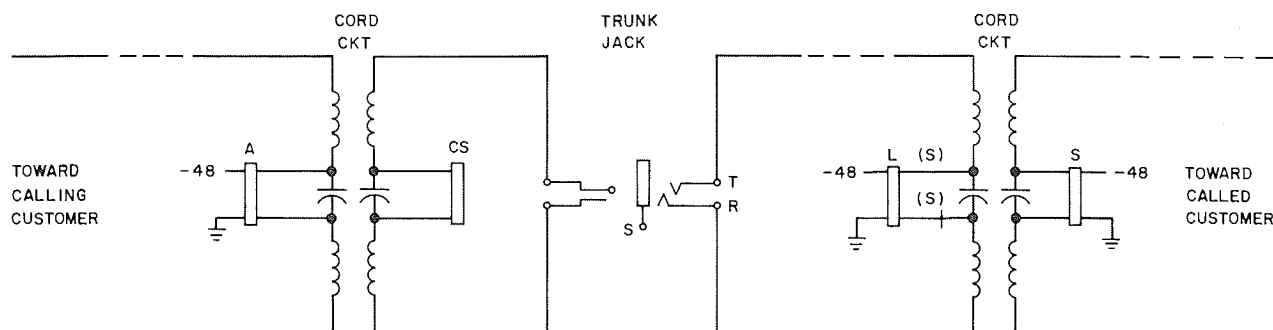 CORD
CKT
TRUNK
JACK
CORD
CKT
A
CS
L
(S)
S
-48
-48
-48
TOWARD
CALLING
CUSTOMER
T
R
S
(S)
TOWARD
CALLED
CUSTOMER